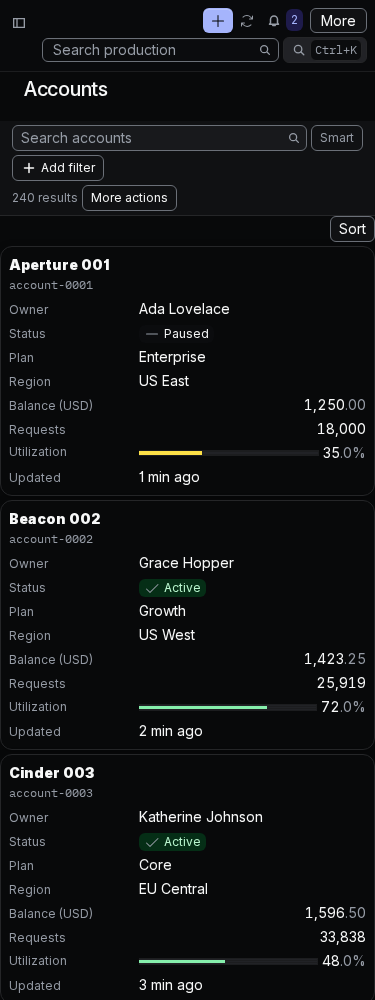 2 More
Search production Ctrl+K
Accounts
Search accounts Smart
Add filter
240 results More actions
Sort
Aperture 001
account-0001
Owner Ada Lovelace
Status Paused
Plan Enterprise
Region US East
Balance (USD) 1,250.00
Requests 18,000
Utilization 35.0%
Updated 1 min ago
Beacon 002
account-0002
Owner Grace Hopper
Status Active
Plan Growth
Region US West
Balance (USD) 1,423.25
Requests 25,919
Utilization 72.0%
Updated 2 min ago
Cinder 003
account-0003
Owner Katherine Johnson
Status Active
Plan Core
Region EU Central
Balance (USD) 1,596.50
Requests 33,838
Utilization 48.0%
Updated 3 min ago